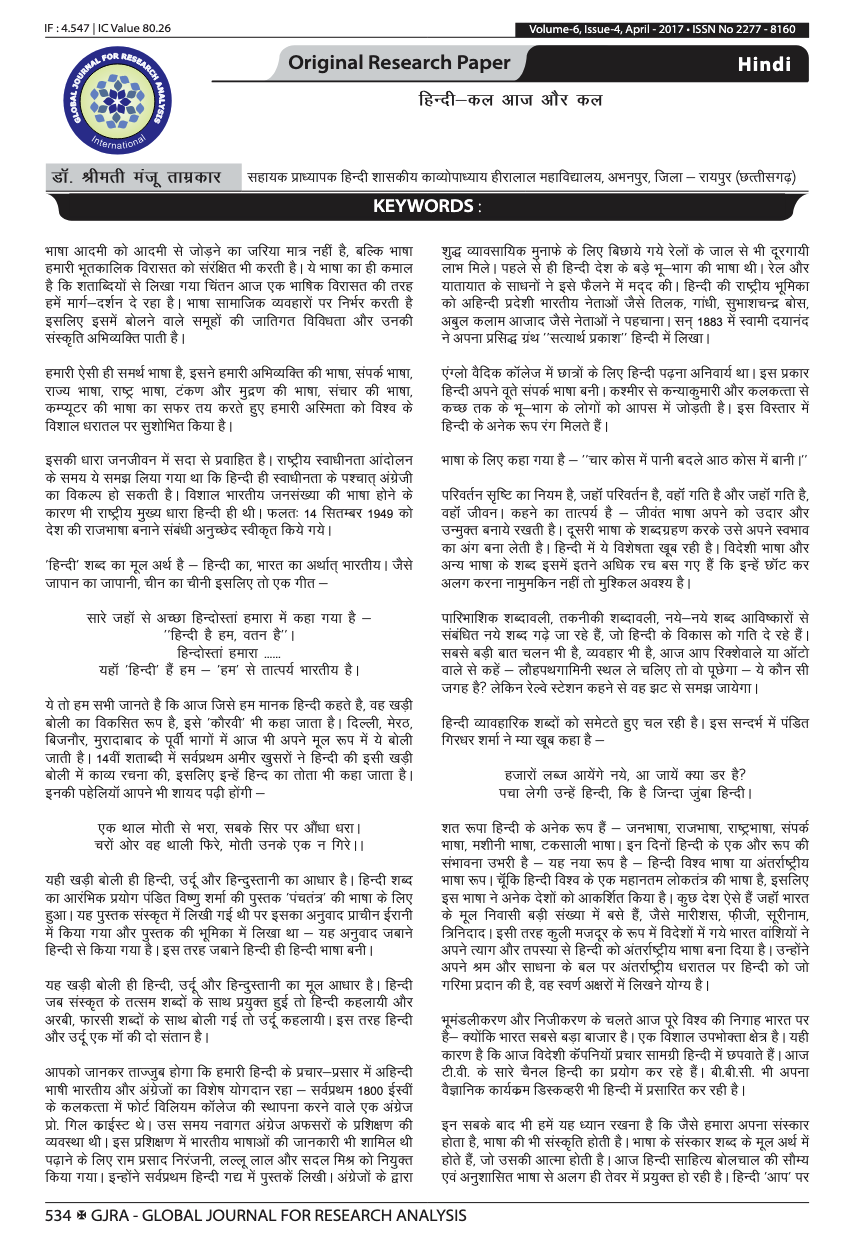 IF : 4.547 | IC Value 80.26
Volume-6, Issue-4, April - 2017 • ISSN No 2277 - 8160
GLOBAL JOURNAL FOR RESEARCH ANALYSIS
International
Original Research Paper
Hindi
हिन्दी–कल आज और कल
डॉ. श्रीमती मंजू ताम्रकार
सहायक प्राध्यापक हिन्दी शासकीय काव्योपाध्याय हीरालाल महाविद्यालय, अभनपुर, जिला – रायपुर (छत्तीसगढ़)
KEYWORDS :
भाषा आदमी को आदमी से जोड़ने का जरिया मात्र नहीं है, बल्कि भाषा
हमारी भूतकालिक विरासत को संरंक्षित भी करती है। ये भाषा का ही कमाल
है कि शताब्दियों से लिखा गया चिंतन आज एक भाषिक विरासत की तरह
हमें मार्ग–दर्शन दे रहा है। भाषा सामाजिक व्यवहारों पर निर्भर करती है
इसलिए इसमें बोलने वाले समूहों की जातिगत विविधता और उनकी
संस्कृति अभिव्यक्ति पाती है।
हमारी ऐसी ही समर्थ भाषा है, इसने हमारी अभिव्यक्ति की भाषा, संपर्क भाषा,
राज्य भाषा, राष्ट्र भाषा, टंकण और मुद्रण की भाषा, संचार की भाषा,
कम्प्यूटर की भाषा का सफर तय करते हुए हमारी अस्मिता को विश्व के
विशाल धरातल पर सुशोभित किया है।
इसकी धारा जनजीवन में सदा से प्रवाहित है। राष्ट्रीय स्वाधीनता आंदोलन
के समय ये समझ लिया गया था कि हिन्दी ही स्वाधीनता के पश्चात् अंग्रेजी
का विकल्प हो सकती है। विशाल भारतीय जनसंख्या की भाषा होने के
कारण भी राष्ट्रीय मुख्य धारा हिन्दी ही थी। फलतः 14 सितम्बर 1949 को
देश की राजभाषा बनाने संबंधी अनुच्छेद स्वीकृत किये गये।
'हिन्दी' शब्द का मूल अर्थ है – हिन्दी का, भारत का अर्थात् भारतीय। जैसे
जापान का जापानी, चीन का चीनी इसलिए तो एक गीत –
सारे जहॉ से अच्छा हिन्दोस्तां हमारा में कहा गया है –
''हिन्दी है हम, वतन है''।
हिन्दोस्तां हमारा ......
यहॉ 'हिन्दी' हैं हम – 'हम' से तात्पर्य भारतीय है।
ये तो हम सभी जानते है कि आज जिसे हम मानक हिन्दी कहते है, वह खड़ी
बोली का विकसित रूप है, इसे 'कौरवी' भी कहा जाता है। दिल्ली, मेरठ,
बिजनौर, मुरादाबाद के पूर्वी भागों में आज भी अपने मूल रूप में ये बोली
जाती है। 14वीं शताब्दी में सर्वप्रथम अमीर खुसरों ने हिन्दी की इसी खड़ी
बोली में काव्य रचना की, इसलिए इन्हें हिन्द का तोता भी कहा जाता है।
इनकी पहेलियॉ आपने भी शायद पढ़ी होंगी –
एक थाल मोती से भरा, सबके सिर पर औंधा धरा।
चरों ओर वह थाली फिरे, मोती उनके एक न गिरे।।
यही खड़ी बोली ही हिन्दी, उर्दू और हिन्दुस्तानी का आधार है। हिन्दी शब्द
का आरंभिक प्रयोग पंडित विष्णु शर्मा की पुस्तक 'पंचतंत्र' की भाषा के लिए
हुआ। यह पुस्तक संस्कृत में लिखी गई थी पर इसका अनुवाद प्राचीन ईरानी
में किया गया और पुस्तक की भूमिका में लिखा था – यह अनुवाद जबाने
हिन्दी से किया गया है। इस तरह जबाने हिन्दी ही हिन्दी भाषा बनी।
यह खड़ी बोली ही हिन्दी, उर्दू और हिन्दुस्तानी का मूल आधार है। हिन्दी
जब संस्कृत के तत्सम शब्दों के साथ प्रयुक्त हुई तो हिन्दी कहलायी और
अरबी, फारसी शब्दों के साथ बोली गई तो उर्दू कहलायी। इस तरह हिन्दी
और उर्दू एक मॉ की दो संतान है।
आपको जानकर ताज्जुब होगा कि हमारी हिन्दी के प्रचार–प्रसार में अहिन्दी
भाषी भारतीय और अंग्रेजों का विशेष योगदान रहा – सर्वप्रथम 1800 ईस्वीं
के कलकत्ता में फोर्ट विलियम कॉलेज की स्थापना करने वाले एक अंग्रेज
प्रो. गिल क्राईस्ट थे। उस समय नवागत अंग्रेज अफसरों के प्रशिक्षण की
व्यवस्था थी। इस प्रशिक्षण में भारतीय भाषाओं की जानकारी भी शामिल थी
पढ़ाने के लिए राम प्रसाद निरंजनी, लल्लू लाल और सदल मिश्र को नियुक्त
किया गया। इन्होंने सर्वप्रथम हिन्दी गद्य में पुस्तकें लिखी। अंग्रेजों के द्वारा
शुद्ध व्यावसायिक मुनाफे के लिए बिछाये गये रेलों के जाल से भी दूरगायी
लाभ मिले। पहले से ही हिन्दी देश के बड़े भू–भाग की भाषा थी। रेल और
यातायात के साधनों ने इसे फैलने में मद्द की। हिन्दी की राष्ट्रीय भूमिका
को अहिन्दी प्रदेशी भारतीय नेताओं जैसे तिलक, गांधी, सुभाशचन्द्र बोस,
अबुल कलाम आजाद जैसे नेताओं ने पहचाना। सन् 1883 में स्वामी दयानंद
ने अपना प्रसिद्ध ग्रंथ ''सत्यार्थ प्रकाश'' हिन्दी में लिखा।
एंग्लो वैदिक कॉलेज में छात्रों के लिए हिन्दी पढ़ना अनिवार्य था। इस प्रकार
हिन्दी अपने वूते संपर्क भाषा बनी। कश्मीर से कन्याकुमारी और कलकत्ता से
कच्छ तक के भू–भाग के लोगों को आपस में जोड़ती है। इस विस्तार में
हिन्दी के अनेक रूप रंग मिलते हैं।
भाषा के लिए कहा गया है – ''चार कोस में पानी बदले आठ कोस में बानी।''
परिवर्तन सृष्टि का नियम है, जहॉ परिवर्तन है, वहॉ गति है और जहॉ गति है,
वहॉ जीवन। कहने का तात्पर्य है – जीवंत भाषा अपने को उदार और
उन्मुक्त बनाये रखती है। दूसरी भाषा के शब्दग्रहण करके उसे अपने स्वभाव
का अंग बना लेती है। हिन्दी में ये विशेषता खूब रही है। विदेशी भाषा और
अन्य भाषा के शब्द इसमें इतने अधिक रच बस गए हैं कि इन्हें छॉट कर
अलग करना नामुमकिन नहीं तो मुश्किल अवश्य है।
पारिभाशिक शब्दावली, तकनीकी शब्दावली, नये–नये शब्द आविष्कारों से
संबंधित नये शब्द गढ़े जा रहे हैं, जो हिन्दी के विकास को गति दे रहे हैं।
सबसे बड़ी बात चलन भी है, व्यवहार भी है, आज आप रिक्शेवाले या ऑटो
वाले से कहें – लौहपथगामिनी स्थल ले चलिए तो वो पूछेगा – ये कौन सी
जगह है? लेकिन रेल्वे स्टेशन कहने से वह झट से समझ जायेगा।
हिन्दी व्यावहारिक शब्दों को समेटते हुए चल रही है। इस सन्दर्भ में पंडित
गिरधर शर्मा ने म्या खूब कहा है –
हजारों लब्ज आयेंगे नये, आ जायें क्या डर है?
पचा लेगी उन्हें हिन्दी, कि है जिन्दा जुंबा हिन्दी।
शत रूपा हिन्दी के अनेक रूप हैं – जनभाषा, राजभाषा, राष्ट्रभाषा, संपर्क
भाषा, मशीनी भाषा, टकसाली भाषा। इन दिनों हिन्दी के एक और रूप की
संभावना उभरी है – यह नया रूप है – हिन्दी विश्व भाषा या अंतर्राष्ट्रीय
भाषा रूप। चूंकि हिन्दी विश्व के एक महानतम लोकतंत्र की भाषा है, इसलिए
इस भाषा ने अनेक देशों को आकर्शित किया है। कुछ देश ऐसे हैं जहॉ भारत
के मूल निवासी बड़ी संख्या में बसे हैं, जैसे मारीशस, फ़ीजी, सूरीनाम,
त्रिनिदाद। इसी तरह कुली मजदूर के रूप में विदेशों में गये भारत वांशियों ने
अपने त्याग और तपस्या से हिन्दी को अंतर्राष्ट्रीय भाषा बना दिया है। उन्होंने
अपने श्रम और साधना के बल पर अंतर्राष्ट्रीय धरातल पर हिन्दी को जो
गरिमा प्रदान की है, वह स्वर्ण अक्षरों में लिखने योग्य है।
भूमंडलीकरण और निजीकरण के चलते आज पूरे विश्व की निगाह भारत पर
है– क्योंकि भारत सबसे बड़ा बाजार है। एक विशाल उपभोक्ता क्षेत्र है। यही
कारण है कि आज विदेशी कॅपनियॉ प्रचार सामग्री हिन्दी में छपवाते हैं। आज
टी.वी. के सारे चैनल हिन्दी का प्रयोग कर रहे हैं। बी.बी.सी. भी अपना
वैज्ञानिक कार्यक्रम डिस्कव्हरी भी हिन्दी में प्रसारित कर रही है।
इन सबके बाद भी हमें यह ध्यान रखना है कि जैसे हमारा अपना संस्कार
होता है, भाषा की भी संस्कृति होती है। भाषा के संस्कार शब्द के मूल अर्थ में
होते हैं, जो उसकी आत्मा होती है। आज हिन्दी साहित्य बोलचाल की सौम्य
एवं अनुशासित भाषा से अलग ही तेवर में प्रयुक्त हो रही है। हिन्दी 'आप' पर
534 ✠ GJRA - GLOBAL JOURNAL FOR RESEARCH ANALYSIS